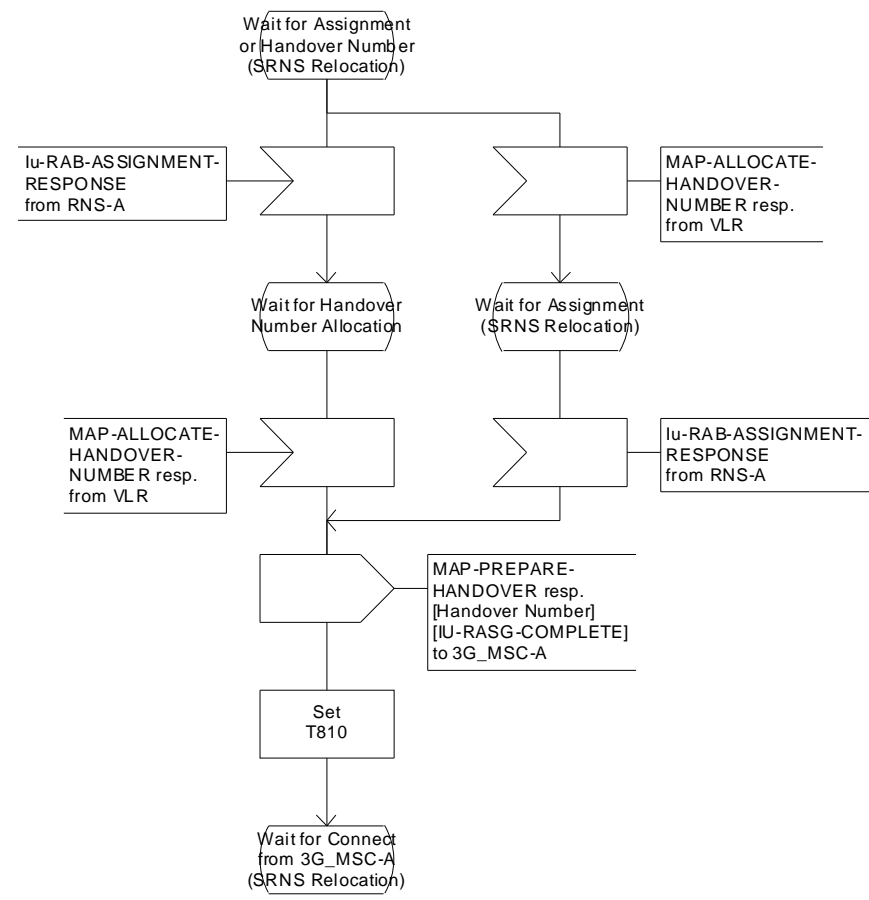 Wait for Assignment
or Handover Number
(SRNS Relocation)
Iu-RAB-ASSIGNMENT-
RESPONSE
from RNS-A
MAP-ALLOCATE-
HANDOVER-
NUMBER resp.
from VLR
Wait for Handover
Number Allocation
Wait for Assignment
(SRNS Relocation)
MAP-ALLOCATE-
HANDOVER-
NUMBER resp.
from VLR
Iu-RAB-ASSIGNMENT-
RESPONSE
from RNS-A
MAP-PREPARE-
HANDOVER resp.
[Handover Number]
[IU-RASG-COMPLETE]
to 3G_MSC-A
Set
T810
Wait for Connect
from 3G_MSC-A
(SRNS Relocation)